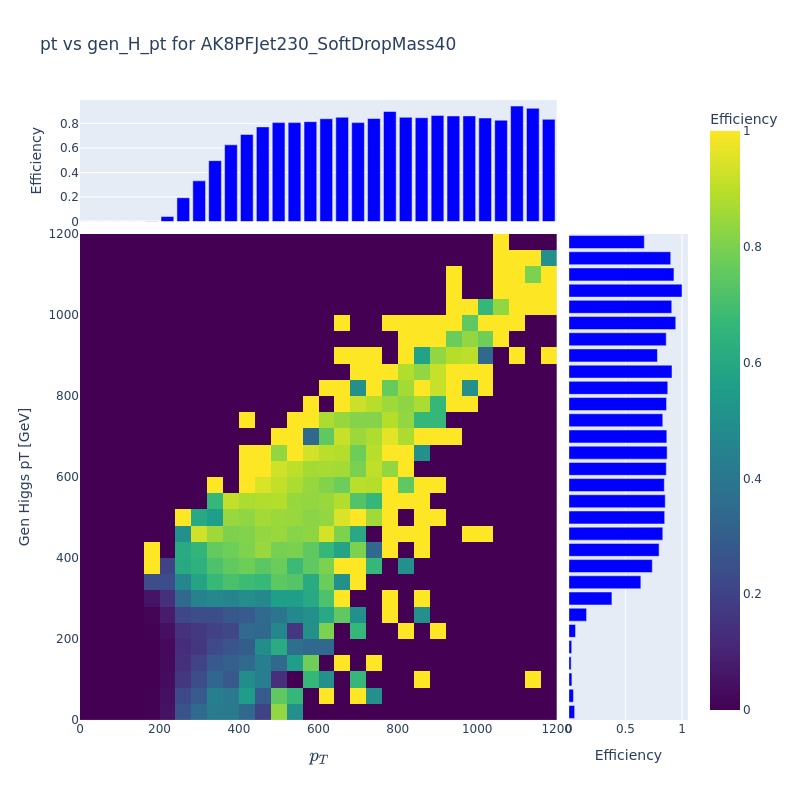 pt vs gen_H_pt for AK8PFJet230_SoftDropMass40
Efficiency
0.8
0.6
0.4
0.2
0
Efficiency
1
0.8
0.6
0.4
0.2
0
Gen Higgs pT [GeV]
1200
1000
800
600
400
200
0
0 200 400 600 800 1000 1200
p_T
0 0.5 1
Efficiency